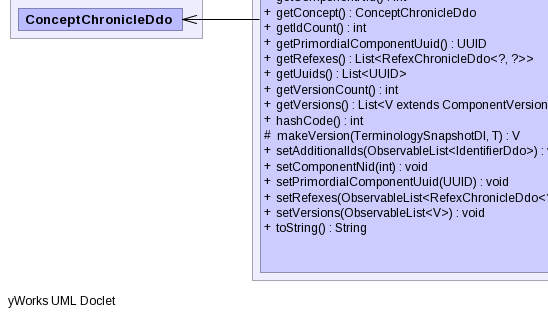 ConceptChronicleDdo
+ getConcept() : ConceptChronicleDdo
+ getIdCount() : int
+ getPrimordialComponentUuid() : UUID
+ getRefexes() : List<RefexChronicleDdo<?, ?>>
+ getUuids() : List<UUID>
+ getVersionCount() : int
+ getVersions() : List<V extends ComponentVersion
+ hashCode() : int
# makeVersion(TerminologySnapshotDI, T) : V
+ setAdditionalIds(ObservableList<IdentifierDdo>) :
+ setComponentNid(int) : void
+ setPrimordialComponentUuid(UUID) : void
+ setRefexes(ObservableList<RefexChronicleDdo<
+ setVersions(ObservableList<V>) : void
+ toString() : String
yWorks UML Doclet